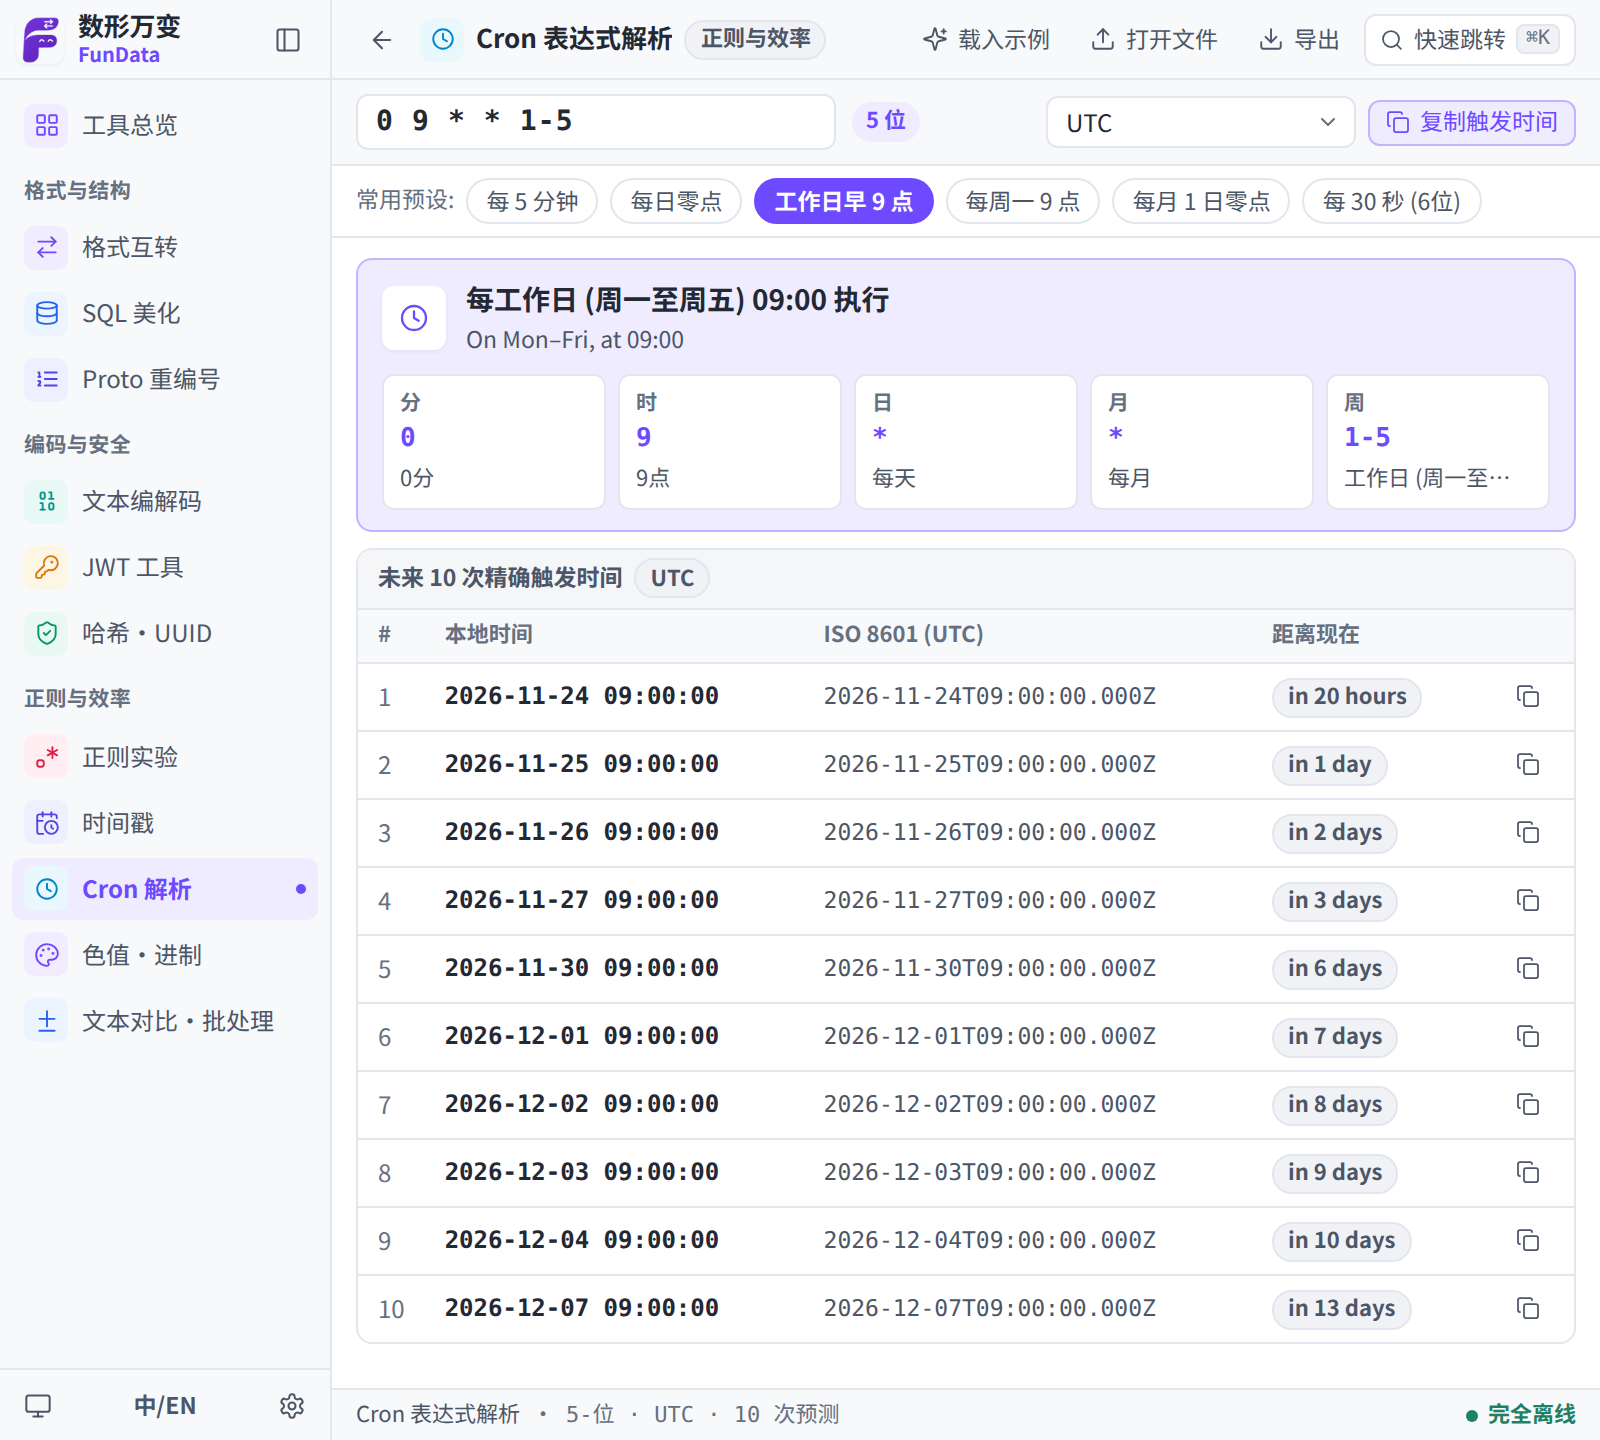 数形万变
FunData
工具总览
格式与结构
格式互转
SQL 美化
Proto 重编号
编码与安全
文本编解码
JWT 工具
哈希·UUID
正则与效率
正则实验
时间戳
Cron 解析
色值·进制
文本对比·批处理
中/EN
Cron 表达式解析 正则与效率 载入示例 打开文件 导出 快速跳转 ⌘K
0 9 * * 1-5 5 位 UTC 复制触发时间
常用预设: 每 5 分钟 每日零点 工作日早 9 点 每周一 9 点 每月 1 日零点 每 30 秒 (6位)
每工作日 (周一至周五) 09:00 执行
On Mon–Fri, at 09:00
分 时 日 月 周
0 9 * * 1-5
0分 9点 每天 每月 工作日 (周一至…
未来 10 次精确触发时间 UTC
# 本地时间 ISO 8601 (UTC) 距离现在
1 2026-11-24 09:00:00 2026-11-24T09:00:00.000Z in 20 hours
2 2026-11-25 09:00:00 2026-11-25T09:00:00.000Z in 1 day
3 2026-11-26 09:00:00 2026-11-26T09:00:00.000Z in 2 days
4 2026-11-27 09:00:00 2026-11-27T09:00:00.000Z in 3 days
5 2026-11-30 09:00:00 2026-11-30T09:00:00.000Z in 6 days
6 2026-12-01 09:00:00 2026-12-01T09:00:00.000Z in 7 days
7 2026-12-02 09:00:00 2026-12-02T09:00:00.000Z in 8 days
8 2026-12-03 09:00:00 2026-12-03T09:00:00.000Z in 9 days
9 2026-12-04 09:00:00 2026-12-04T09:00:00.000Z in 10 days
10 2026-12-07 09:00:00 2026-12-07T09:00:00.000Z in 13 days
Cron 表达式解析 · 5-位 · UTC · 10 次预测 完全离线